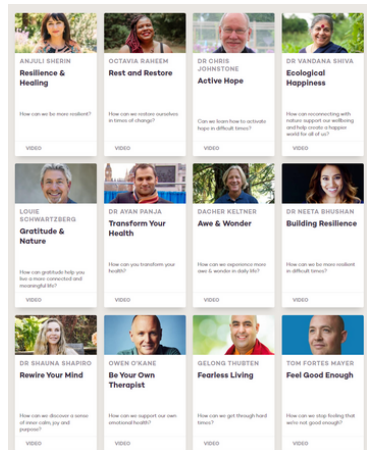 ANJULI SHERIN
Resilience &
Healing
How can we be more resilient?
VIDEO
OCTAVIA RAHEEM
Rest and Restore
How can we restore ourselves
in times of change?
VIDEO
DR CHRIS
JOHNSTONE
Active Hope
Can we learn how to activate
hope in difficult times?
VIDEO
DR VANDANA SHIVA
Ecological
Happiness
How can reconnecting with
nature support our wellbeing
and help create a happier
world for all of us?
VIDEO
LOUIE
SCHWARTZBERG
Gratitude &
Nature
How can gratitude help you
live a more connected and
meaningful life?
VIDEO
DR AYAN PANJA
Transform Your
Health
How can you transform your
health?
VIDEO
DACHER KELTNER
Awe & Wonder
How can we experience more
awe & wonder in daily life?
VIDEO
DR NEETA BHUSHAN
Building Resilience
How can we be more resilient
in difficult times?
VIDEO
DR SHAUNA SHAPIRO
Rewire Your Mind
How can we discover a sense
of inner calm, joy and
purpose?
VIDEO
OWEN O'KANE
Be Your Own
Therapist
How can we support our own
emotional health?
VIDEO
GELONG THUBTEN
Fearless Living
How can we get through hard
times?
VIDEO
TOM FORTES MAYER
Feel Good Enough
How can we stop feeling that
we're not good enough?
VIDEO